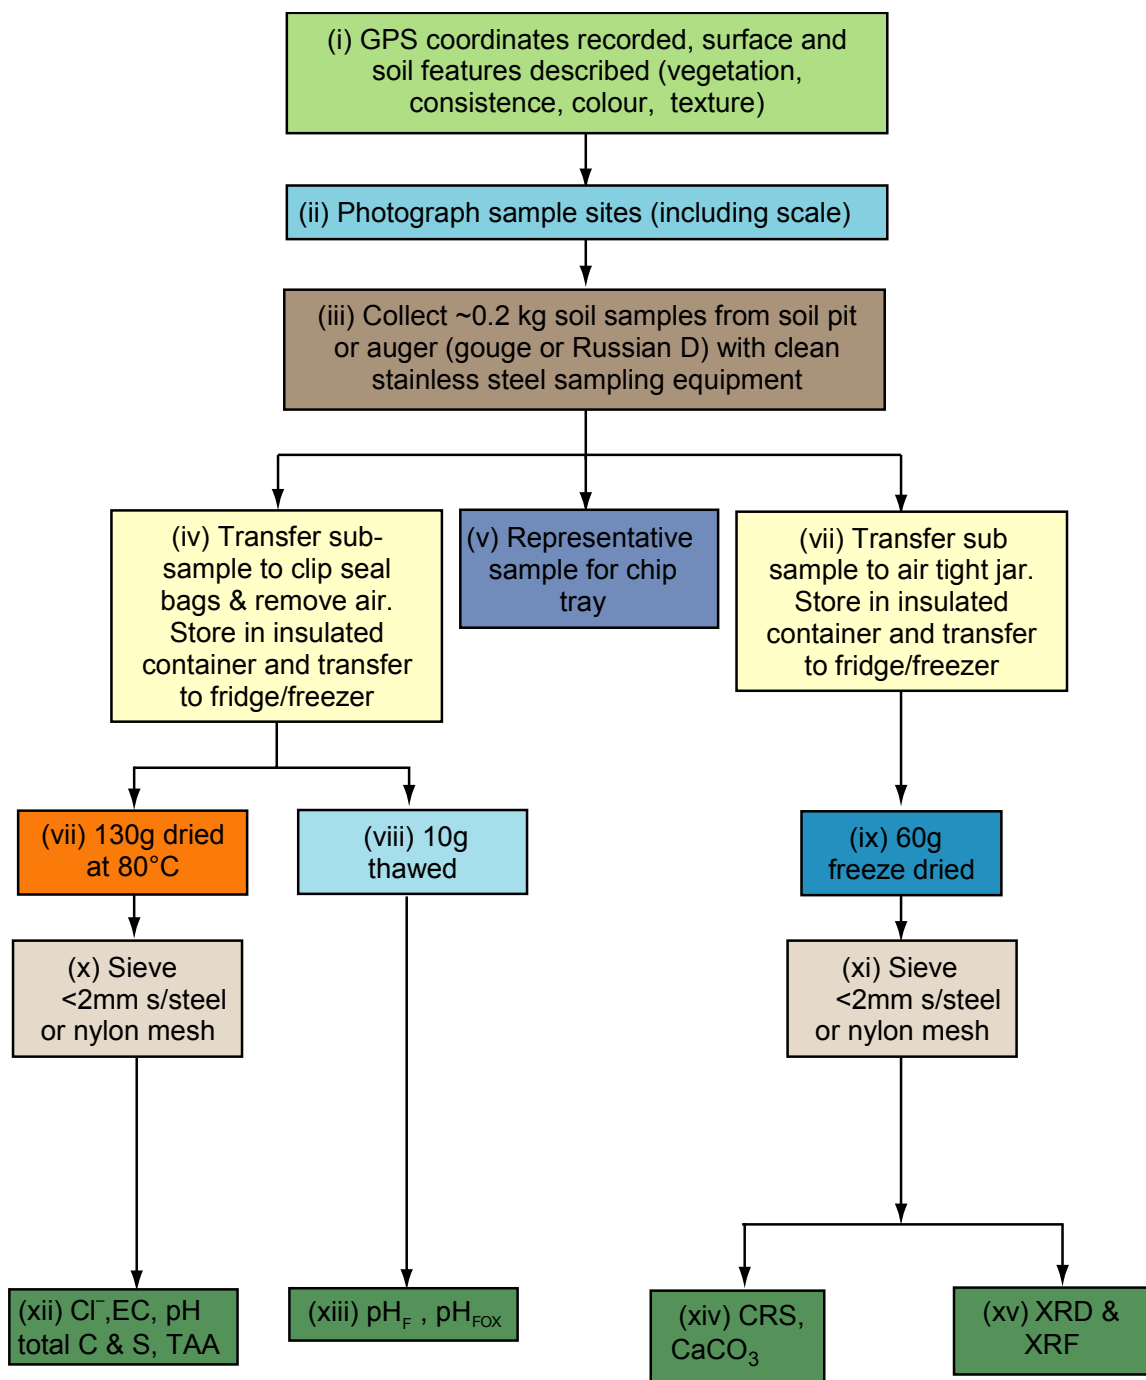 (i) GPS coordinates recorded, surface and
soil features described (vegetation,
consistence, colour, texture)
(ii) Photograph sample sites (including scale)
(iii) Collect ~0.2 kg soil samples from soil pit
or auger (gouge or Russian D) with clean
stainless steel sampling equipment
(iv) Transfer sub-
sample to clip seal
bags & remove air.
Store in insulated
container and transfer
to fridge/freezer
(v) Representative
sample for chip
tray
(vii) Transfer sub
sample to air tight jar.
Store in insulated
container and transfer
to fridge/freezer
(vii) 130g dried
at 80°C
(viii) 10g
thawed
(ix) 60g
freeze dried
(x) Sieve
<2mm s/steel
or nylon mesh
(xi) Sieve
<2mm s/steel
or nylon mesh
(xii) Cl⁻,EC, pH
total C & S, TAA
(xiii) pH_F , pH_FOX
(xiv) CRS,
CaCO₃
(xv) XRD &
XRF